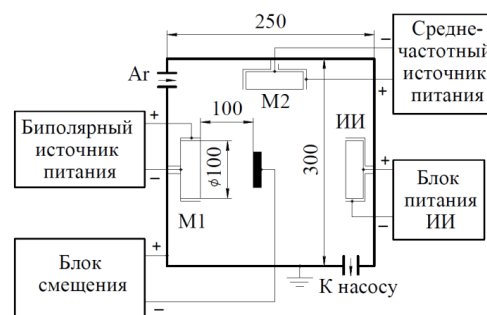 250
Средне-
частотный
источник
питания
−
+
Ar
M2
100
ИИ
Биполярный
источник
питания
+
−
ϕ100
300
M1
Блок
питания
ИИ
+
−
Блок
смещения
+
−
К насосу